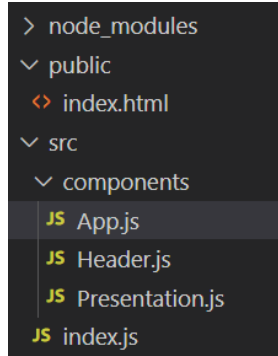 node_modules
public
<> index.html
src
components
JS App.js
JS Header.js
JS Presentation.js
JS index.js